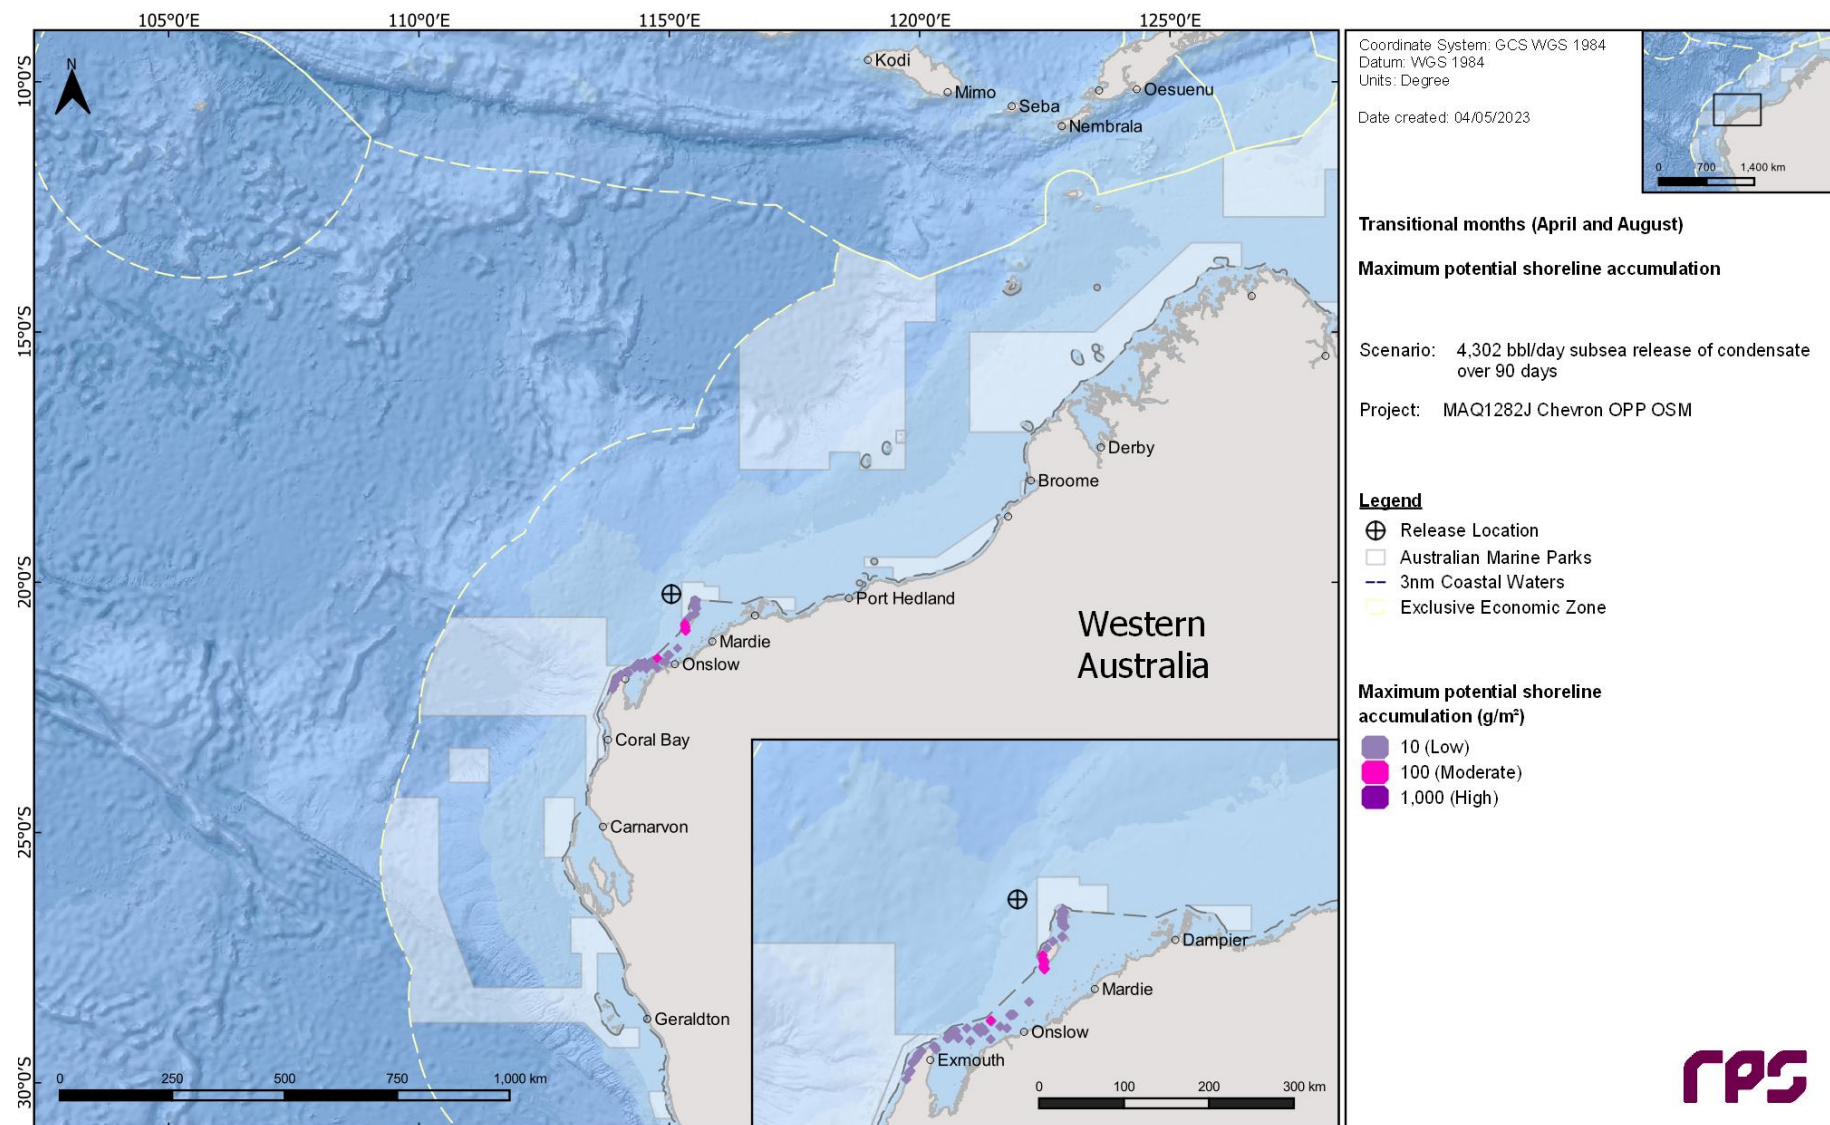 105°0'E
110°0'E
115°0'E
120°0'E
125°0'E
10°0'S
15°0'S
20°0'S
25°0'S
30°0'S
N
Kodi
Mimo
Seba
Oesuenu
Nembrala
Derby
Broome
Port Hedland
Mardie
Onslow
Coral Bay
Carnarvon
Geraldton
Western
Australia
0 250 500 750 1,000 km
Dampier
Mardie
Onslow
Exmouth
0 100 200 300 km
Coordinate System: GCS WGS 1984
Datum: WGS 1984
Units: Degree
Date created: 04/05/2023
0 700 1,400 km
Transitional months (April and August)
Maximum potential shoreline accumulation
Scenario: 4,302 bbl/day subsea release of condensate
over 90 days
Project: MAQ1282J Chevron OPP OSM
Legend
Release Location
Australian Marine Parks
3nm Coastal Waters
Exclusive Economic Zone
Maximum potential shoreline
accumulation (g/m²)
10 (Low)
100 (Moderate)
1,000 (High)
rps